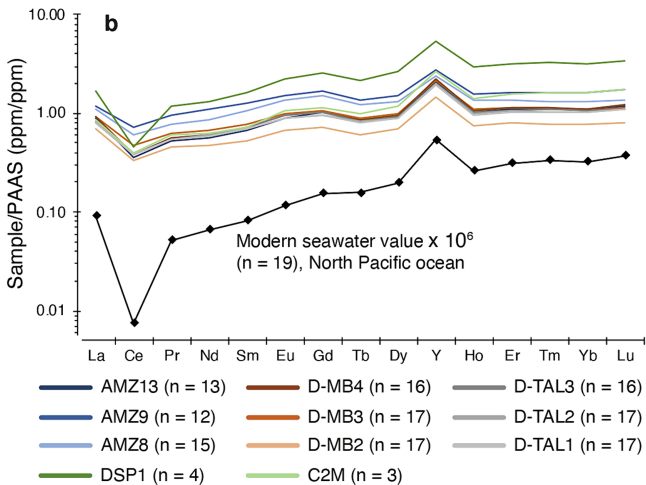 b
10.00
1.00
0.10
0.01
Sample/PAAS (ppm/ppm)
Modern seawater value x 10⁶
(n = 19), North Pacific ocean
La Ce Pr Nd Sm Eu Gd Tb Dy Y Ho Er Tm Yb Lu
AMZ13 (n = 13) D-MB4 (n = 16) D-TAL3 (n = 16)
AMZ9 (n = 12) D-MB3 (n = 17) D-TAL2 (n = 17)
AMZ8 (n = 15) D-MB2 (n = 17) D-TAL1 (n = 17)
DSP1 (n = 4) C2M (n = 3)